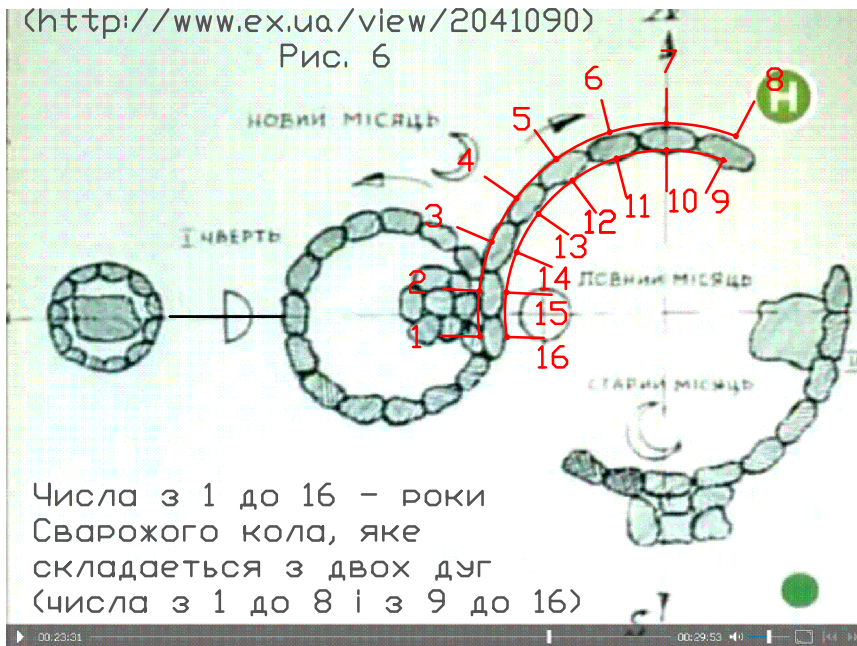 (http://www.ex.ua/view/2041090)
Рис. 6
7
6
8
H
НОВИЙ МІСЯЦЬ
5
4
9
10
11
12
3
13
I ЧВЕРТЬ
14
2
ПОВНИЙ МІСЯЦЬ
15
1
16
СТАРИЙ МІСЯЦЬ
Числа з 1 до 16 - роки
Сварожого кола, яке
складаеться з двох дуг
(числа з 1 до 8 і з 9 до 16)
S
00:23:31
00:29:53